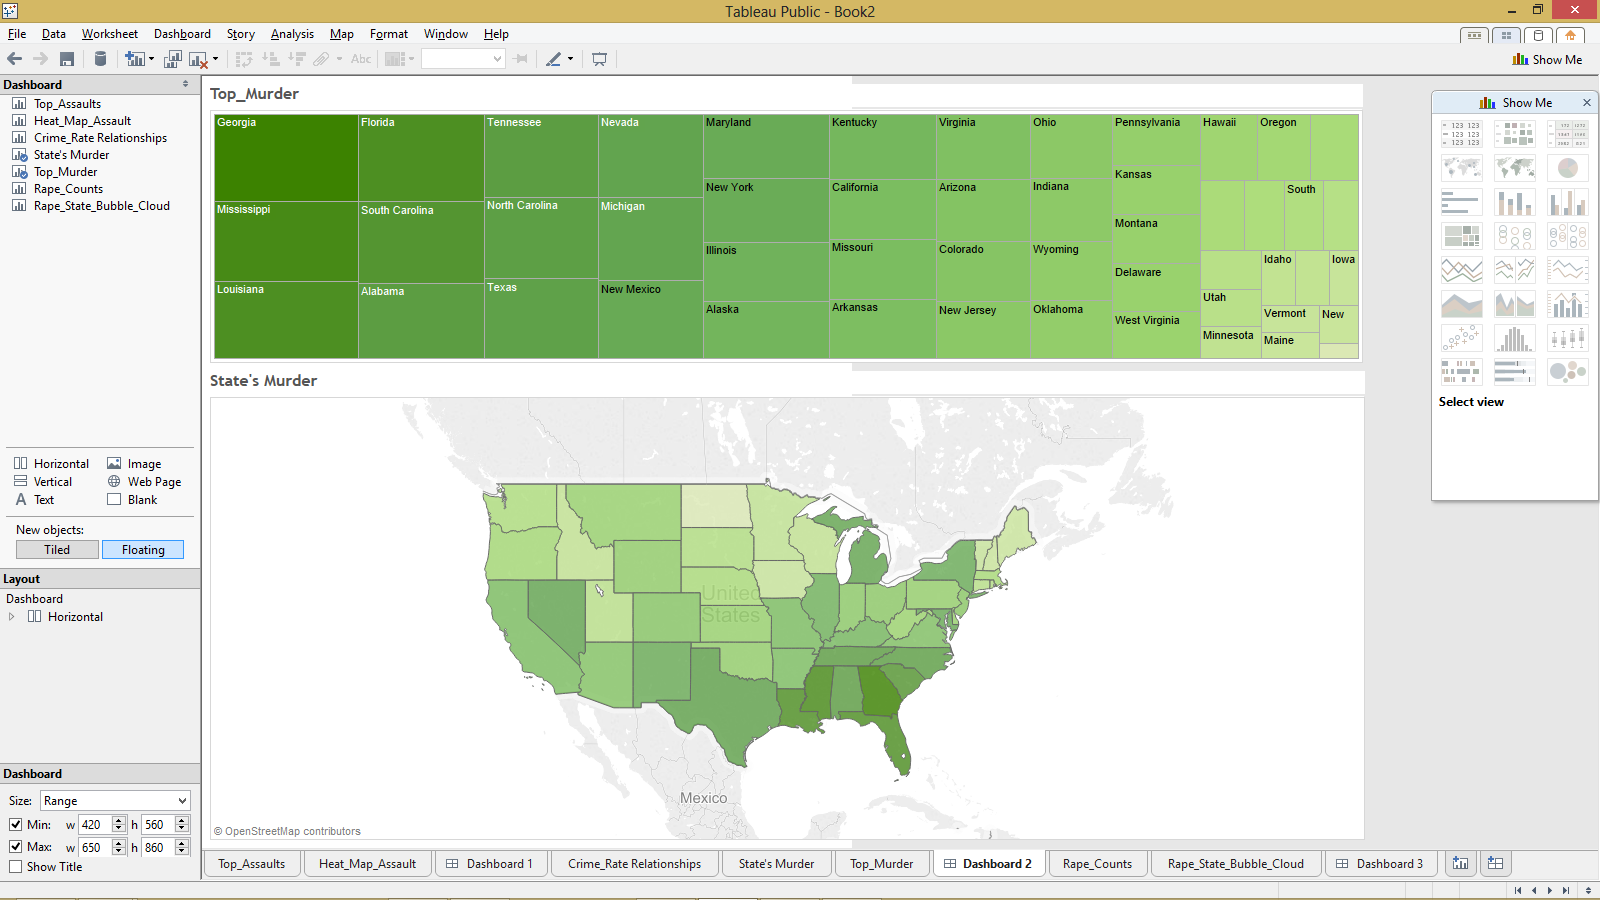 Tableau Public - Book2
File Data Worksheet Dashboard Story Analysis Map Format Window Help
Abc
Show Me
Dashboard
Top_Assaults
Heat_Map_Assault
Crime_Rate Relationships
State's Murder
Top_Murder
Rape_Counts
Rape_State_Bubble_Cloud
Horizontal Image
Vertical Web Page
A Text Blank
New objects:
Tiled Floating
Layout
Dashboard
Horizontal
Dashboard
Size: Range
Min: w 420 h 560
Max: w 650 h 860
Show Title
Top_Murder
Georgia Florida Tennessee Nevada Maryland Kentucky Virginia Ohio Pennsylvania Hawaii Oregon
Kansas
Mississippi South Carolina North Carolina Michigan New York California Arizona Indiana South
Montana
Illinois Missouri Colorado Wyoming Idaho Iowa
Delaware
Louisiana Alabama Texas New Mexico Utah
Alaska Arkansas New Jersey Oklahoma Vermont New
West Virginia
Minnesota Maine
State's Murder
United
States
Mexico
© OpenStreetMap contributors
Show Me
Select view
Top_Assaults Heat_Map_Assault Dashboard 1 Crime_Rate Relationships State's Murder Top_Murder Dashboard 2 Rape_Counts Rape_State_Bubble_Cloud Dashboard 3